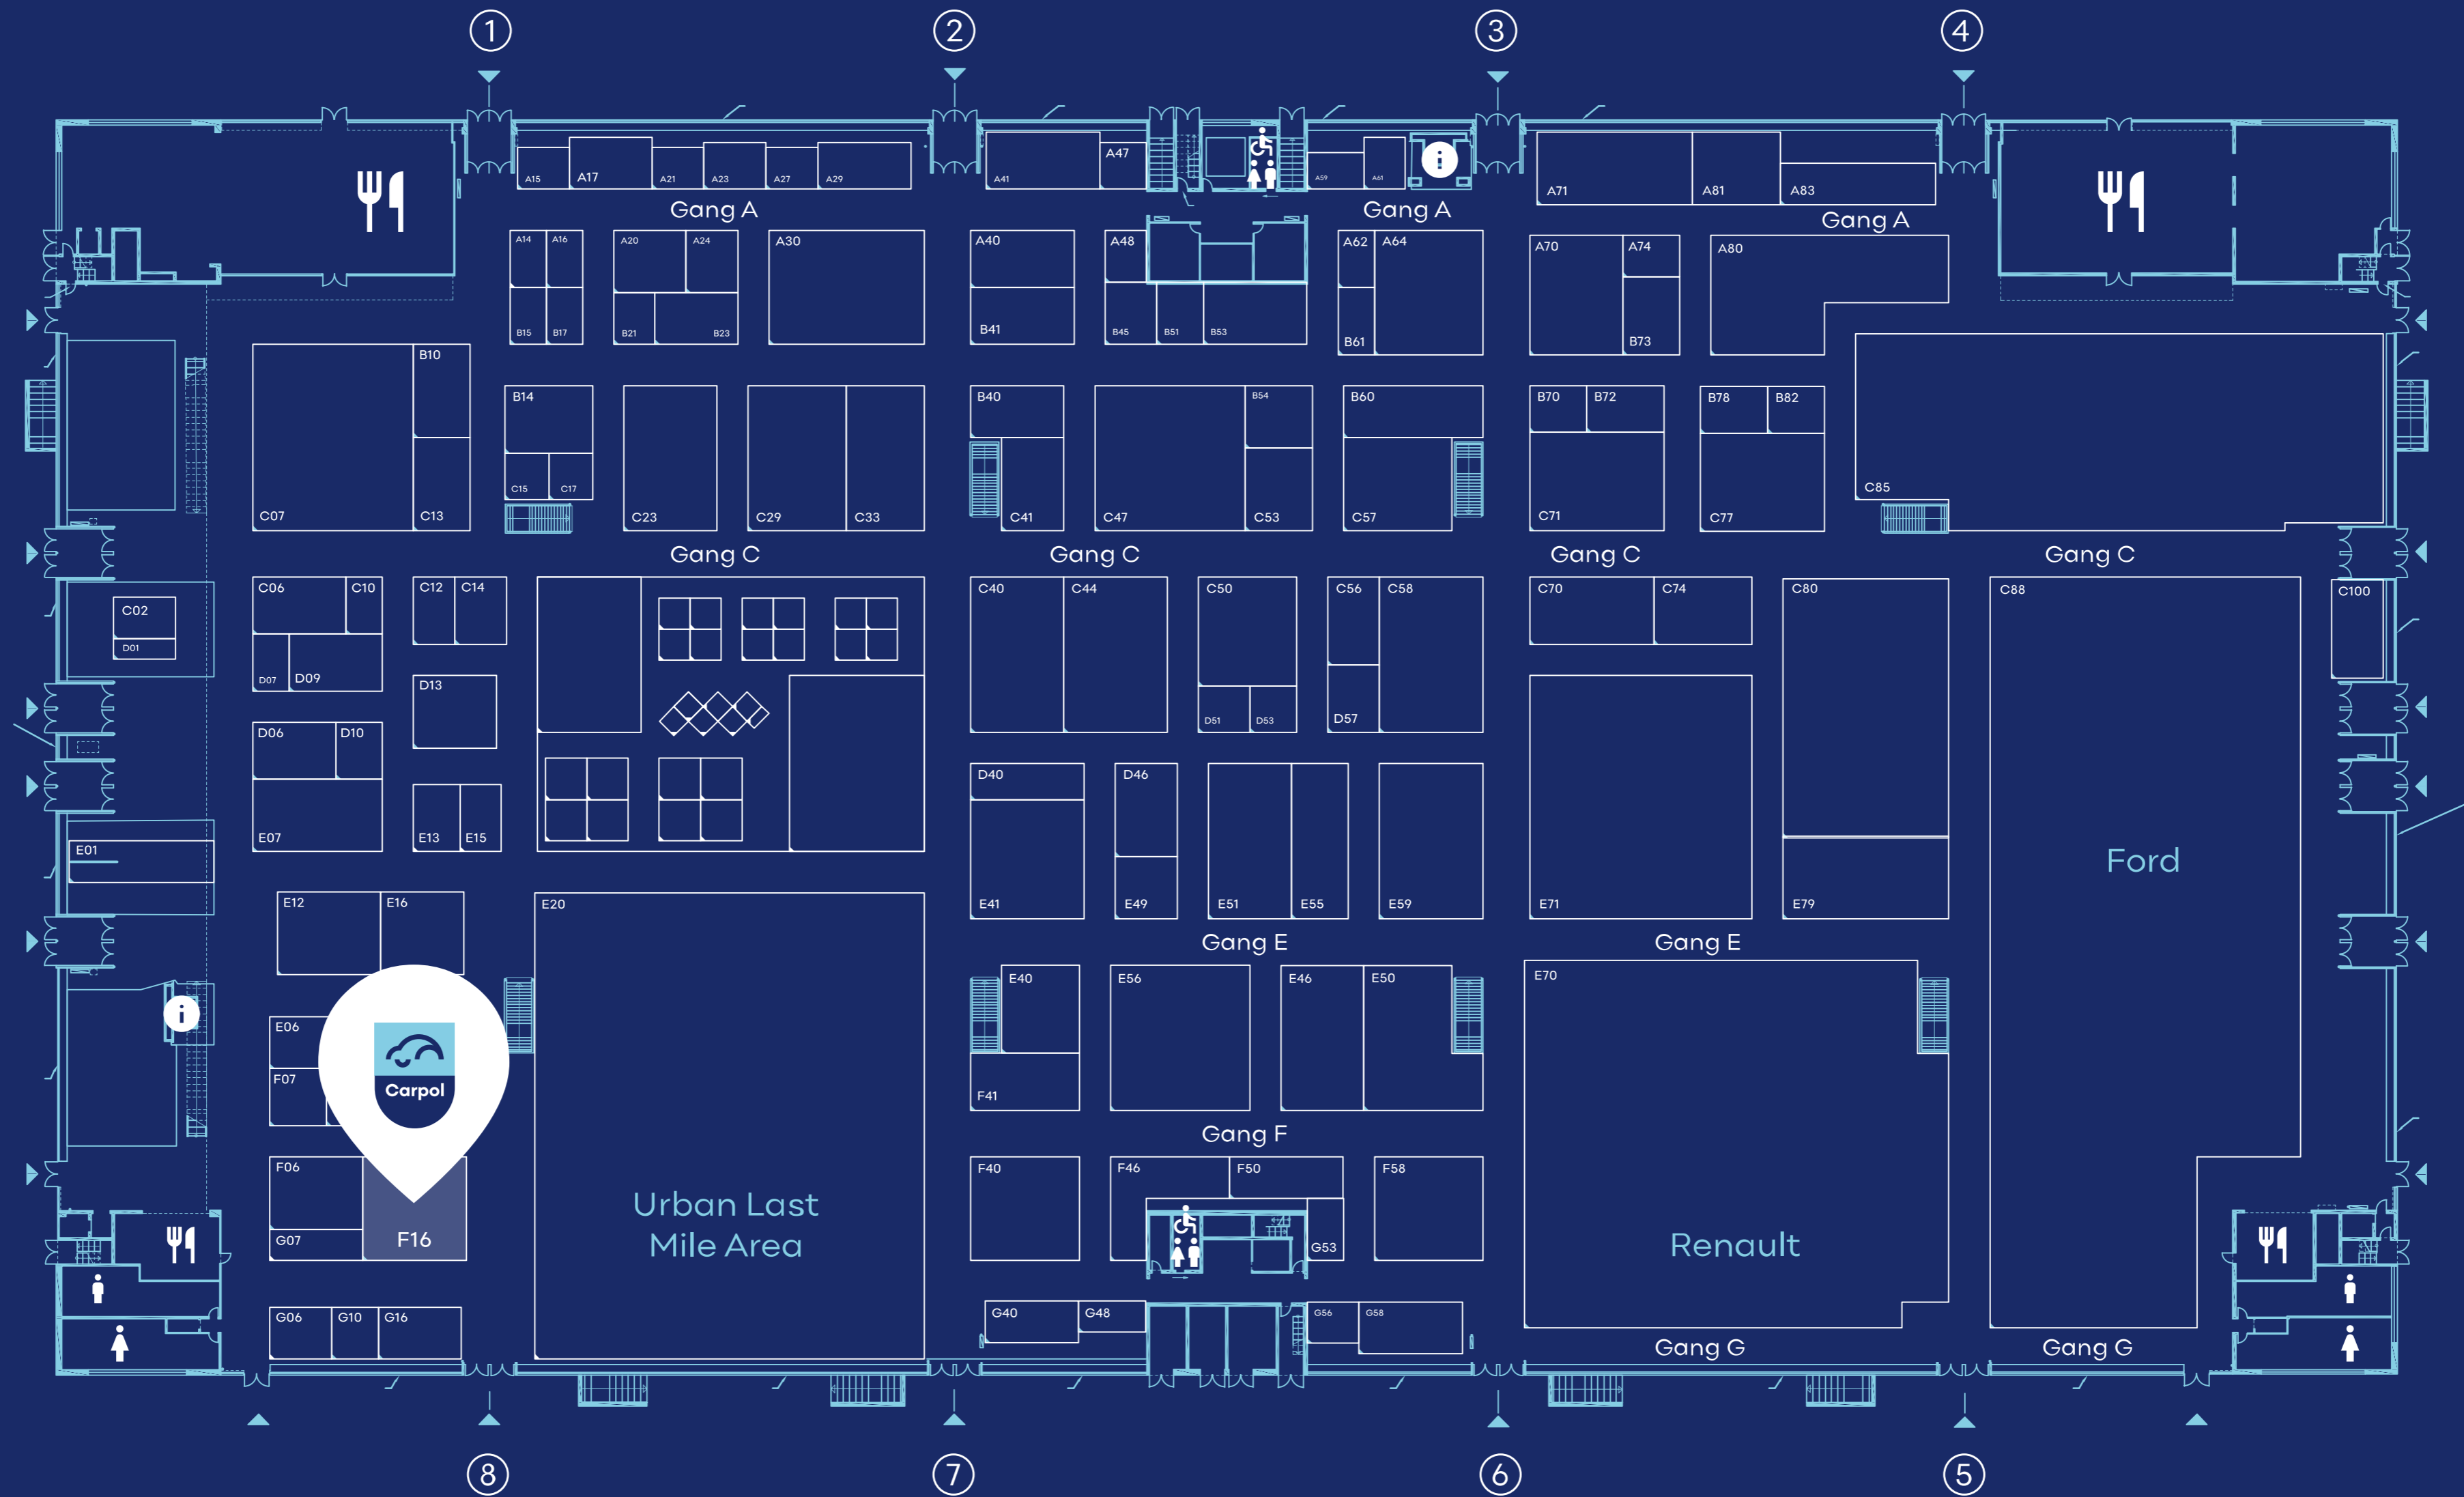 1 2 3 4
A15 A17 A21 A23 A27 A29 A41 A47 A59 A61 i A71 A81 A83
Gang A Gang A Gang A
A14 A16 A20 A24 A30 A40 A48 A62 A64 A70 A74 A80
B15 B17 B21 B23 B41 B45 B51 B53 B61 B73
B10 B14 B40 B54 B60 B70 B72 B78 B82
C15 C17 C85
C07 C13 C23 C29 C33 C41 C47 C53 C57 C71 C77
Gang C Gang C Gang C Gang C
C06 C10 C12 C14 C40 C44 C50 C56 C58 C70 C74 C80 C88 C100
C02
D01
D07 D09 D13
D51 D53 D57
D06 D10
D40 D46
E07 E13 E15
E01 Ford
E12 E16 E20 E41 E49 E51 E55 E59 E71 E79
Gang E Gang E
E40 E56 E46 E50 E70
i
E06
F07 Carpol F41
Gang F
F06 F40 F46 F50 F58
Urban Last
Mile Area
G07 F16 G53 Renault
G06 G10 G16 G40 G48 G56 G58
Gang G Gang G
8 7 6 5